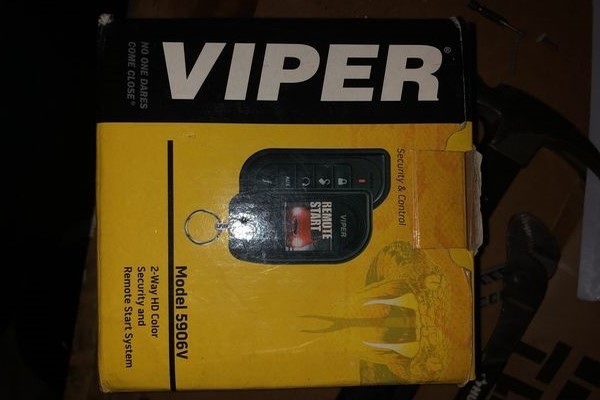 VIPER®
NO ONE DARES
COME CLOSE®
Security & Control
VIPER
REMOTE
START
AUX
Model 5906V
2-Way HD Color
Security and
Remote Start System